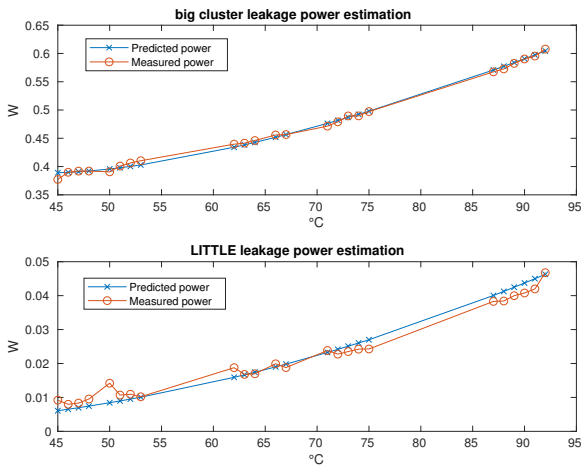 big cluster leakage power estimation
0.65
0.6
0.55
0.5
0.45
0.4
0.35
W
Predicted power
Measured power
45 50 55 60 65 70 75 80 85 90 95
°C
LITTLE leakage power estimation
0.05
0.04
0.03
0.02
0.01
0
W
Predicted power
Measured power
45 50 55 60 65 70 75 80 85 90 95
°C